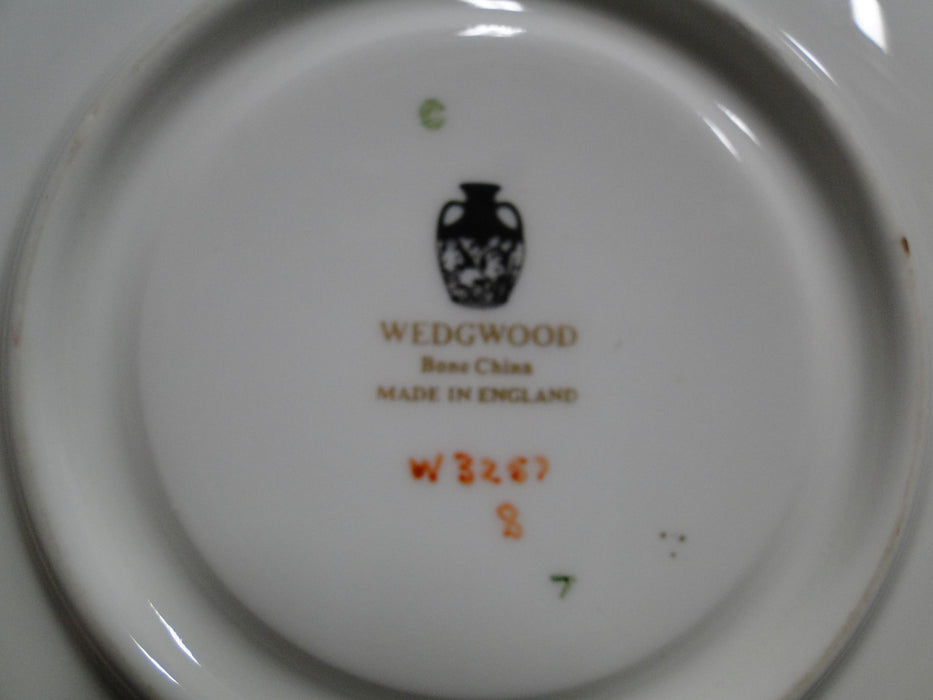 C
WEDGWOOD
Bone China
MADE IN ENGLAND
W3267
8
7